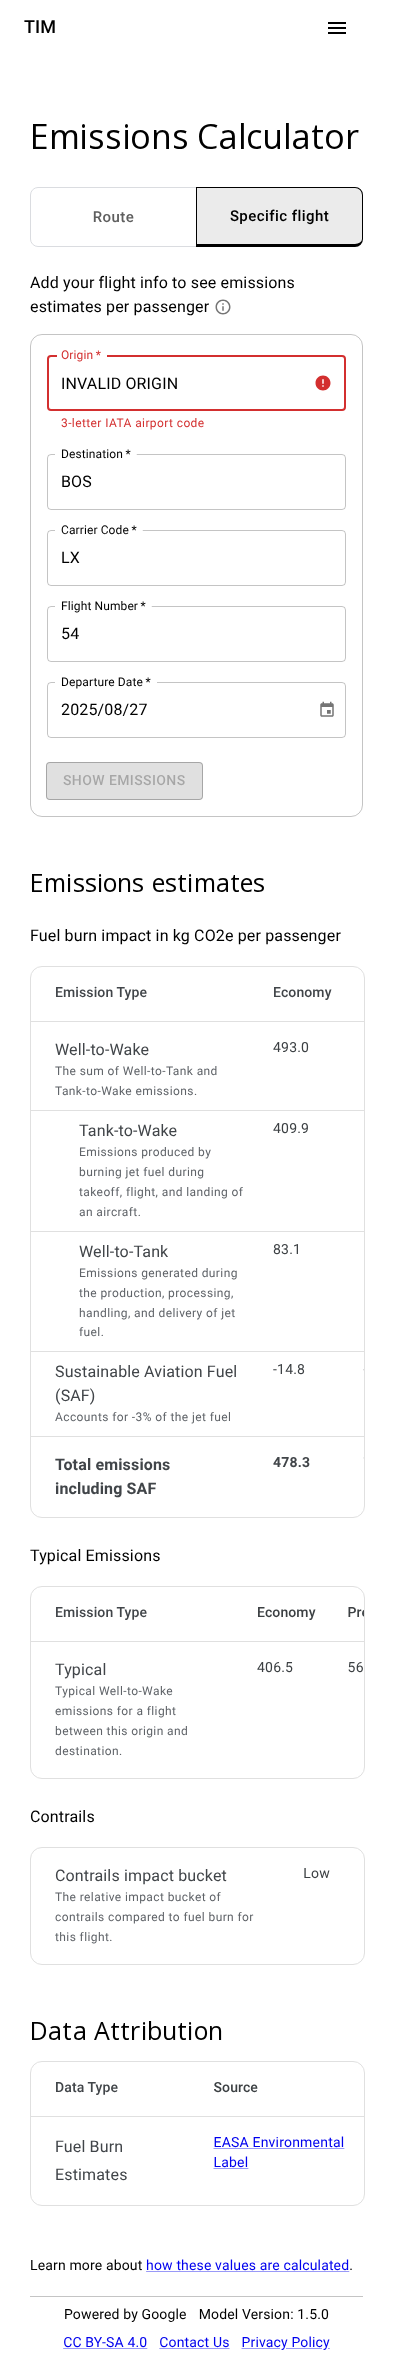 TIM
Emissions Calculator
Route
Specific flight
Add your flight info to see emissions
estimates per passenger
Origin *
INVALID ORIGIN
3-letter IATA airport code
Destination *
BOS
Carrier Code *
LX
Flight Number *
54
Departure Date *
2025/08/27
SHOW EMISSIONS
Emissions estimates
Fuel burn impact in kg CO2e per passenger
Emission Type Economy
Well-to-Wake 493.0
The sum of Well-to-Tank and
Tank-to-Wake emissions.
Tank-to-Wake 409.9
Emissions produced by
burning jet fuel during
takeoff, flight, and landing of
an aircraft.
Well-to-Tank 83.1
Emissions generated during
the production, processing,
handling, and delivery of jet
fuel.
Sustainable Aviation Fuel -14.8
(SAF)
Accounts for -3% of the jet fuel
Total emissions 478.3
including SAF
Typical Emissions
Emission Type Economy
Typical 406.5 56
Typical Well-to-Wake
emissions for a flight
between this origin and
destination.
Contrails
Contrails impact bucket Low
The relative impact bucket of
contrails compared to fuel burn for
this flight.
Data Attribution
Data Type Source
Fuel Burn EASA Environmental
Estimates Label
Learn more about how these values are calculated.
Powered by Google Model Version: 1.5.0
CC BY-SA 4.0 Contact Us Privacy Policy